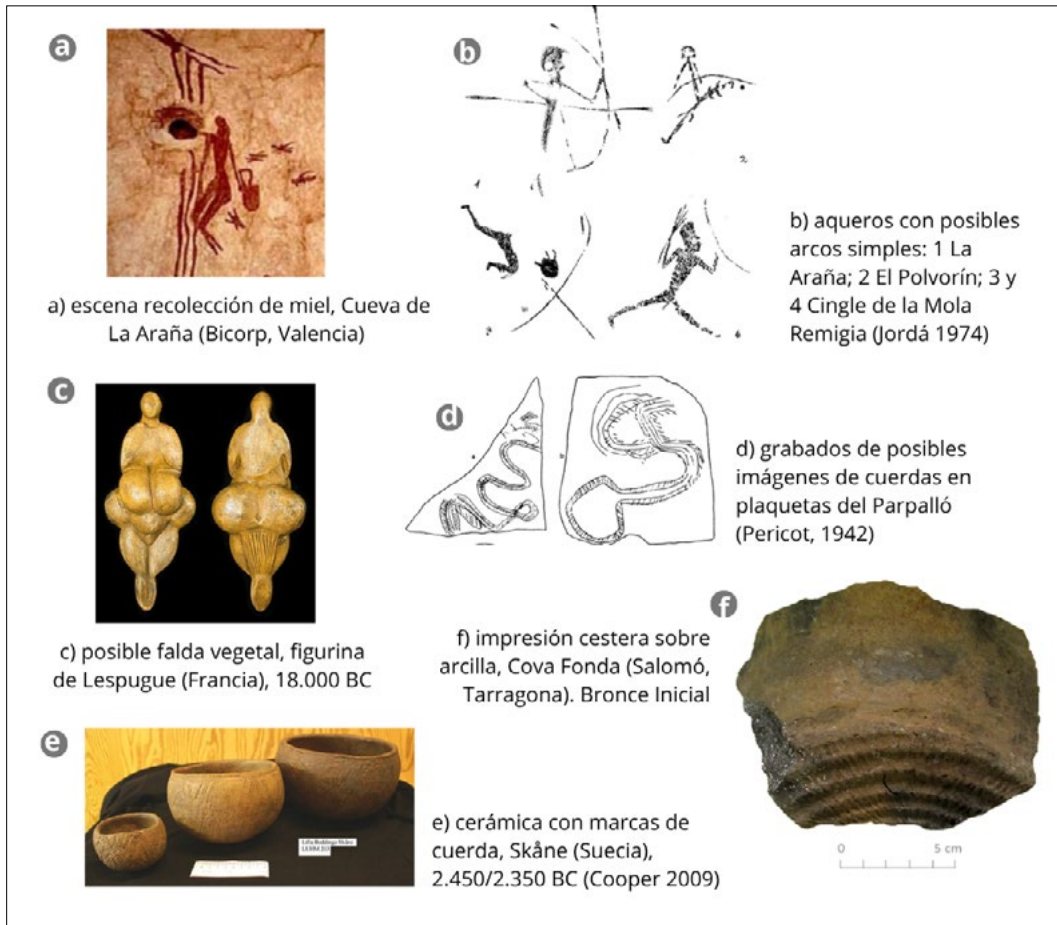 a
a) escena recolección de miel, Cueva de
La Araña (Bicorp, Valencia)
b
1
2
3
4
b) aqueros con posibles
arcos simples: 1 La
Araña; 2 El Polvorín; 3 y
4 Cingle de la Mola
Remigia (Jordá 1974)
c
c) posible falda vegetal, figurina
de Lespugue (Francia), 18.000 BC
d
d) grabados de posibles
imágenes de cuerdas en
plaquetas del Parpalló
(Pericot, 1942)
e
e) cerámica con marcas de
cuerda, Skåne (Suecia),
2.450/2.350 BC (Cooper 2009)
f
f) impresión cestera sobre
arcilla, Cova Fonda (Salomó,
Tarragona). Bronce Inicial
0 5 cm